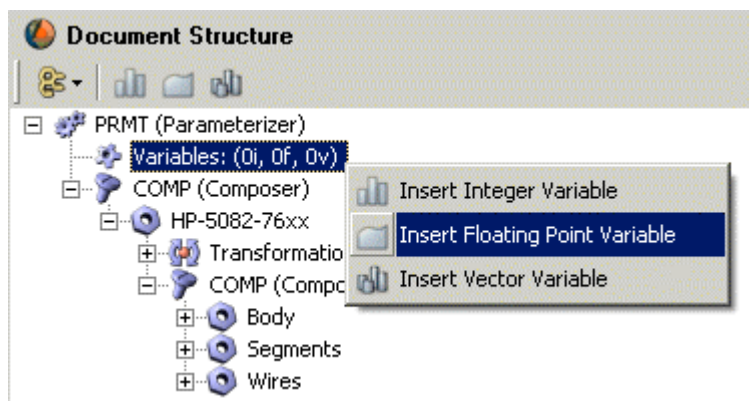 Document Structure
PRMT (Parameterizer)
Variables: (0i, 0f, 0v)
COMP (Composer)
Insert Integer Variable
HP-5082-76xx
Insert Floating Point Variable
Transformatio
Insert Vector Variable
COMP (Compo
Body
Segments
Wires